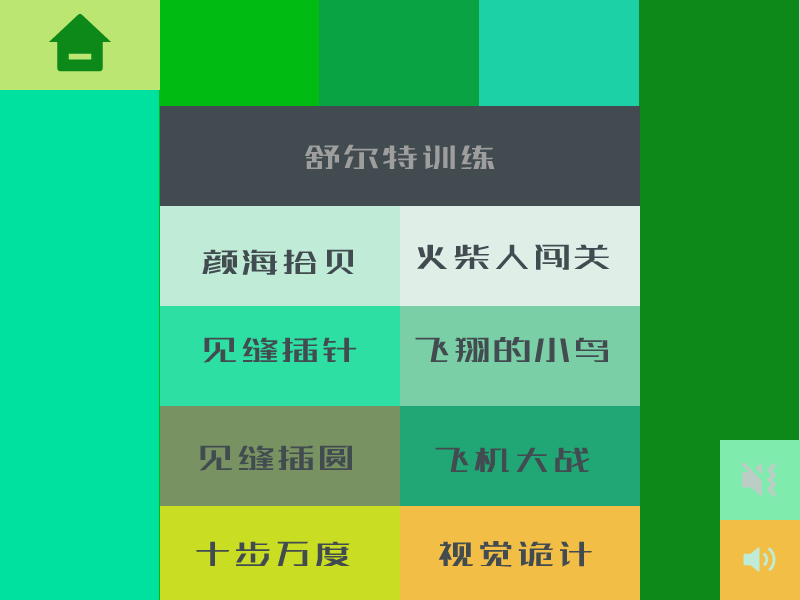 舒尔特训练
颜海拾贝
火柴人闯关
见缝插针
飞翔的小鸟
见缝插圆
飞机大战
十步万度
视觉诡计